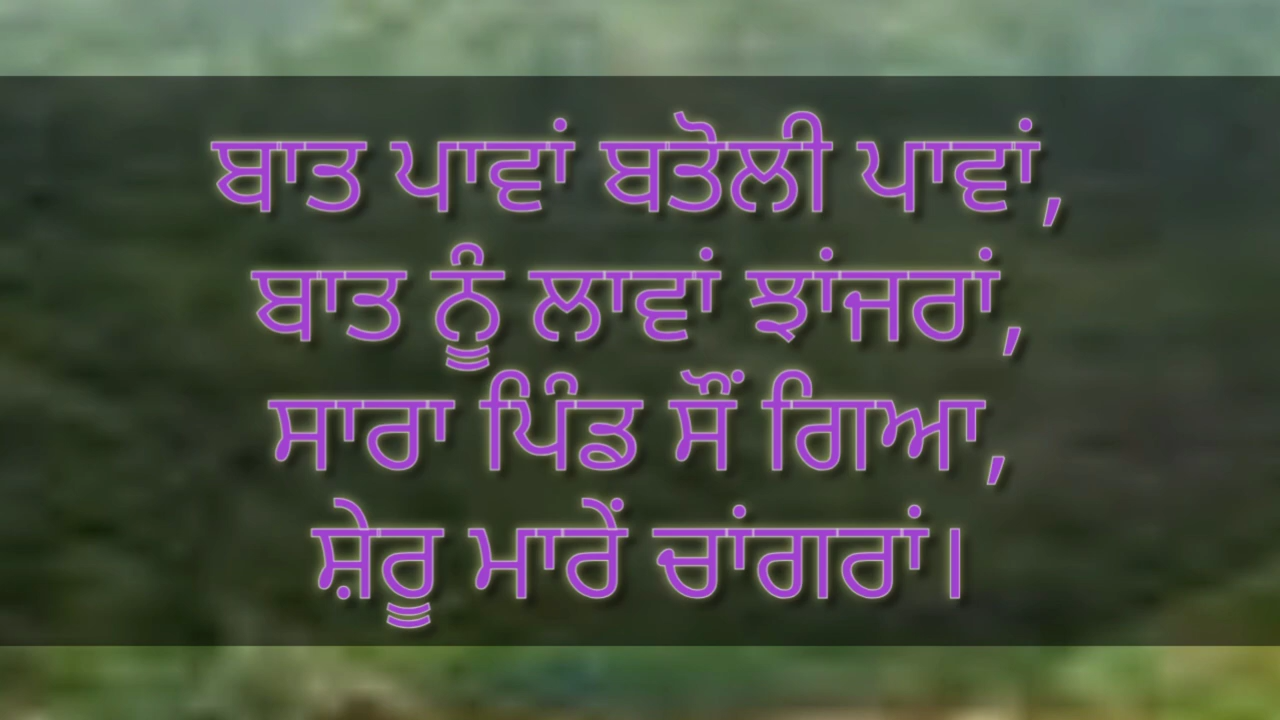 ਬਾਤ ਪਾਵਾਂ ਬਤੋਲੀ ਪਾਵਾਂ,
ਬਾਤ ਨੂੰ ਲਾਵਾਂ ਝਾਂਜਰਾਂ,
ਸਾਰਾ ਪਿੰਡ ਸੌਂ ਗਿਆ,
ਸ਼ੇਰੂ ਮਾਰੇਂ ਚਾਂਗਰਾਂ।